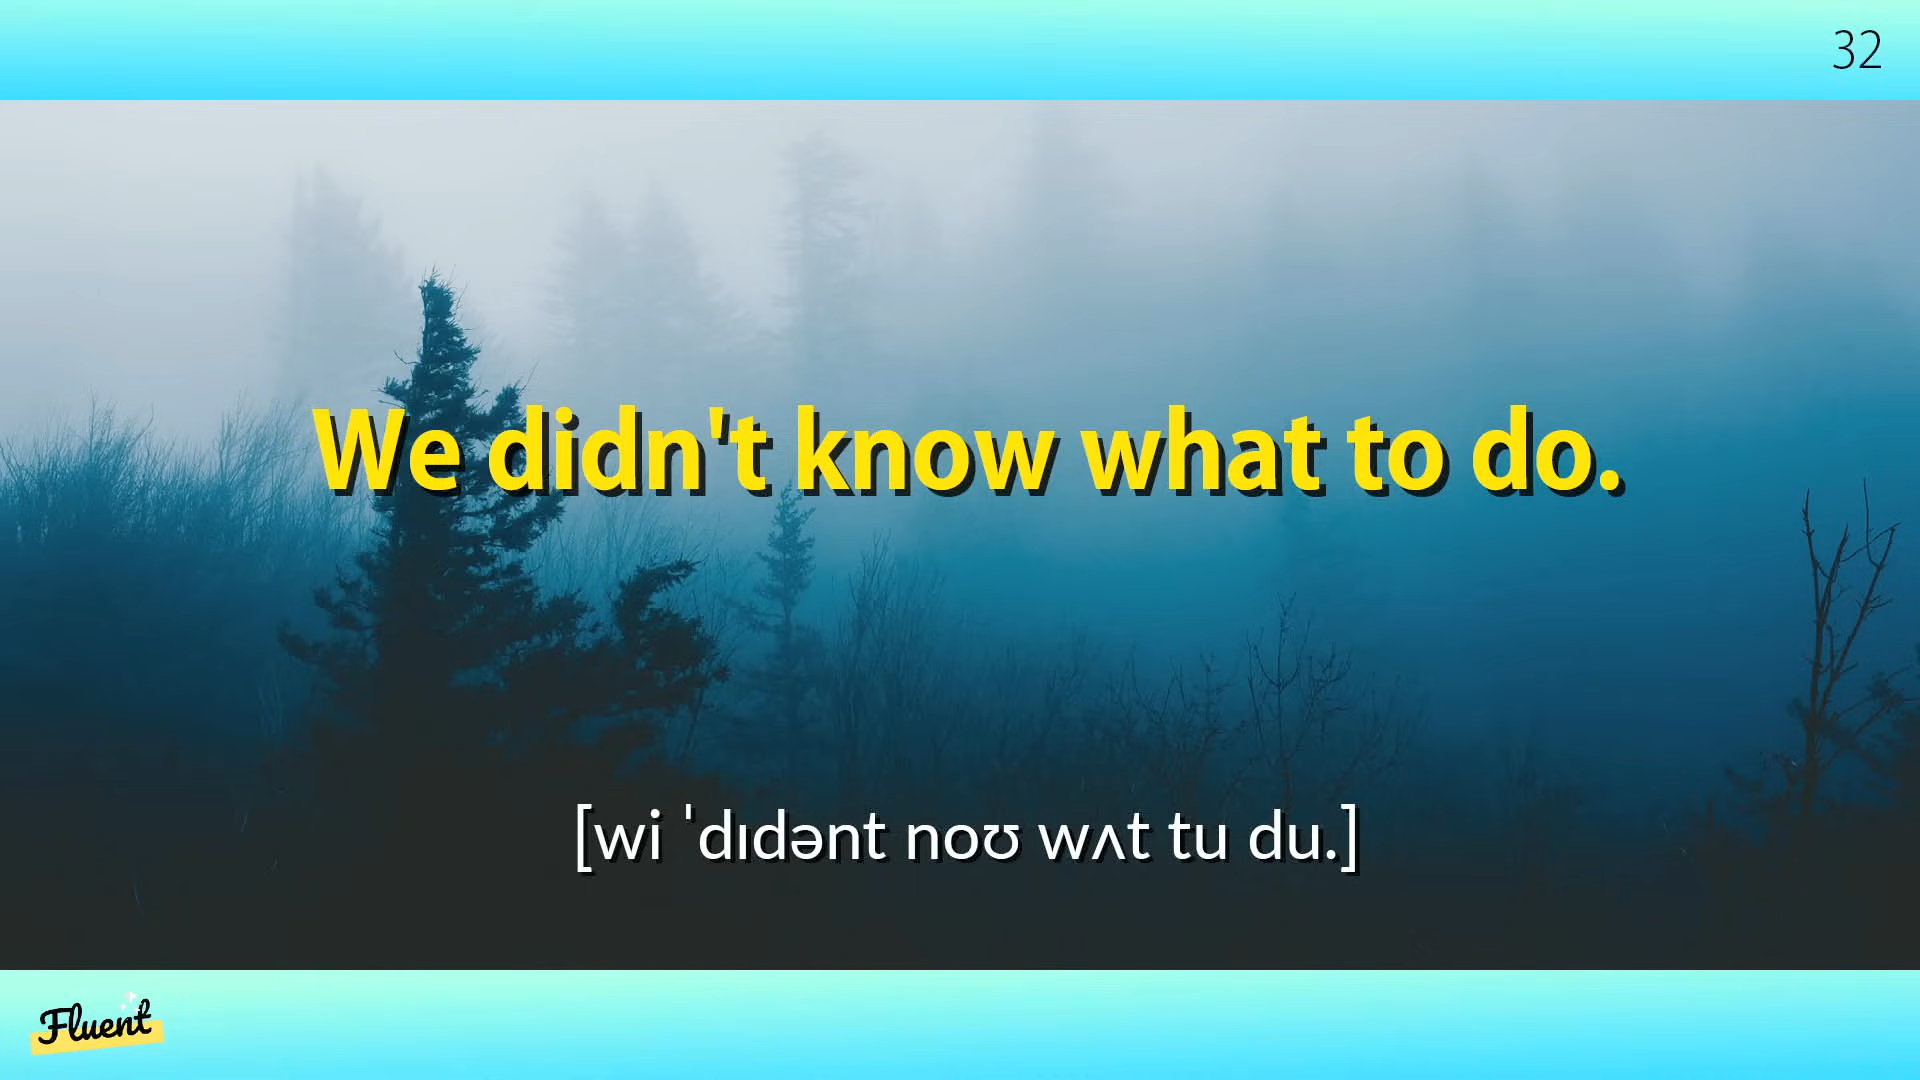 32
We didn't know what to do.
[wi ˈdɪdənt noʊ wʌt tu du.]
Fluent